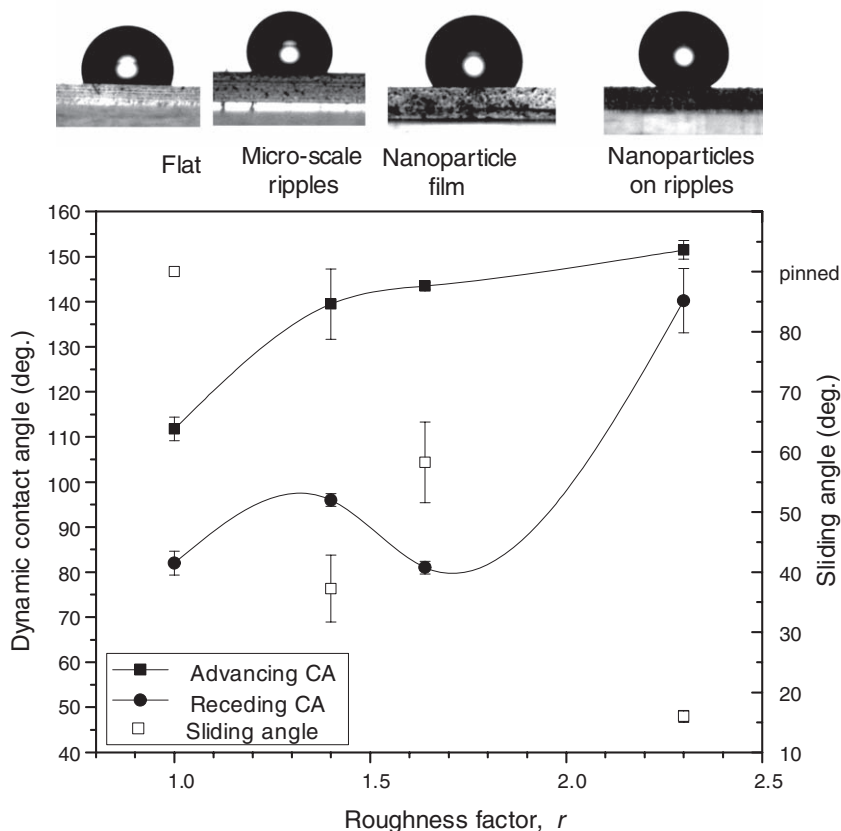 Flat
Micro-scale
ripples
Nanoparticle
film
Nanoparticles
on ripples
160
150
140
130
120
110
100
90
80
70
60
50
40
Dynamic contact angle (deg.)
pinned
80
70
60
50
40
30
20
10
Sliding angle (deg.)
Advancing CA
Receding CA
Sliding angle
1.0
1.5
2.0
2.5
Roughness factor, r